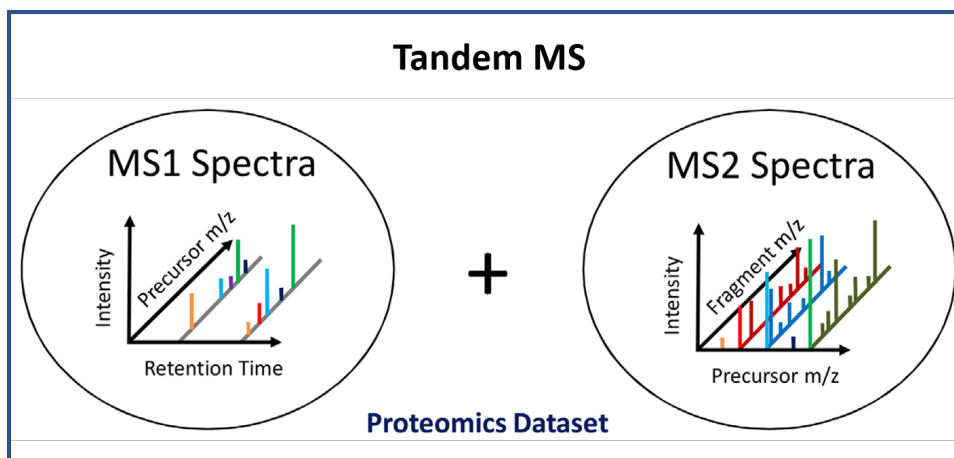 Tandem MS
MS1 Spectra
Intensity
Precursor m/z
Retention Time
+
MS2 Spectra
Intensity
Fragment m/z
Precursor m/z
Proteomics Dataset